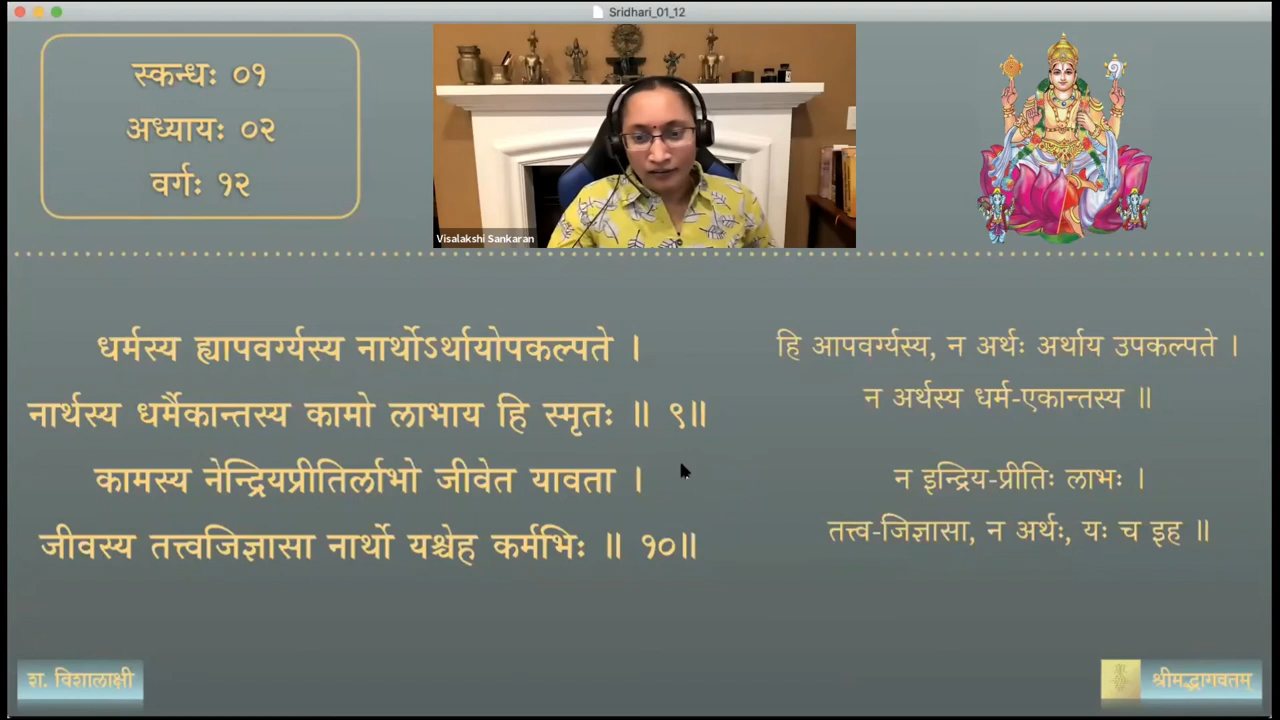 Sridhari_01_12
स्कन्धः ०१
अध्यायः ०२
वर्गः १२
Visalakshi Sankaran
धर्मस्य ह्यापवर्ग्यस्य नार्थोऽर्थायोपकल्पते ।
नार्थस्य धर्मैकान्तस्य कामो लाभाय हि स्मृतः ॥ ९॥
कामस्य नेन्द्रियप्रीतिर्लाभो जीवेत यावता ।
जीवस्य तत्त्वजिज्ञासा नार्थो यश्चेह कर्मभिः ॥ १०॥
हि आपवर्ग्यस्य, न अर्थः अर्थाय उपकल्पते ।
न अर्थस्य धर्म-एकान्तस्य ॥
न इन्द्रिय-प्रीतिः लाभः ।
तत्त्व-जिज्ञासा, न अर्थः, यः च इह ॥
श. विशालाक्षी
श्रीमद्भागवतम्